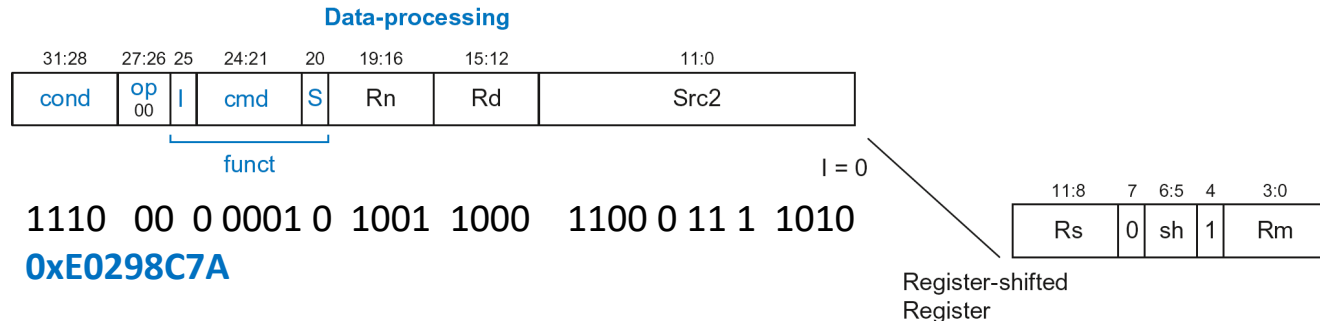 Data-processing
31:28 27:26 25 24:21 20 19:16 15:12 11:0
cond op 00 I cmd S Rn Rd Src2
funct
I = 0
1110 00 0 0001 0 1001 1000 1100 0 11 1 1010
0xE0298C7A
11:8 7 6:5 4 3:0
Rs 0 sh 1 Rm
Register-shifted
Register